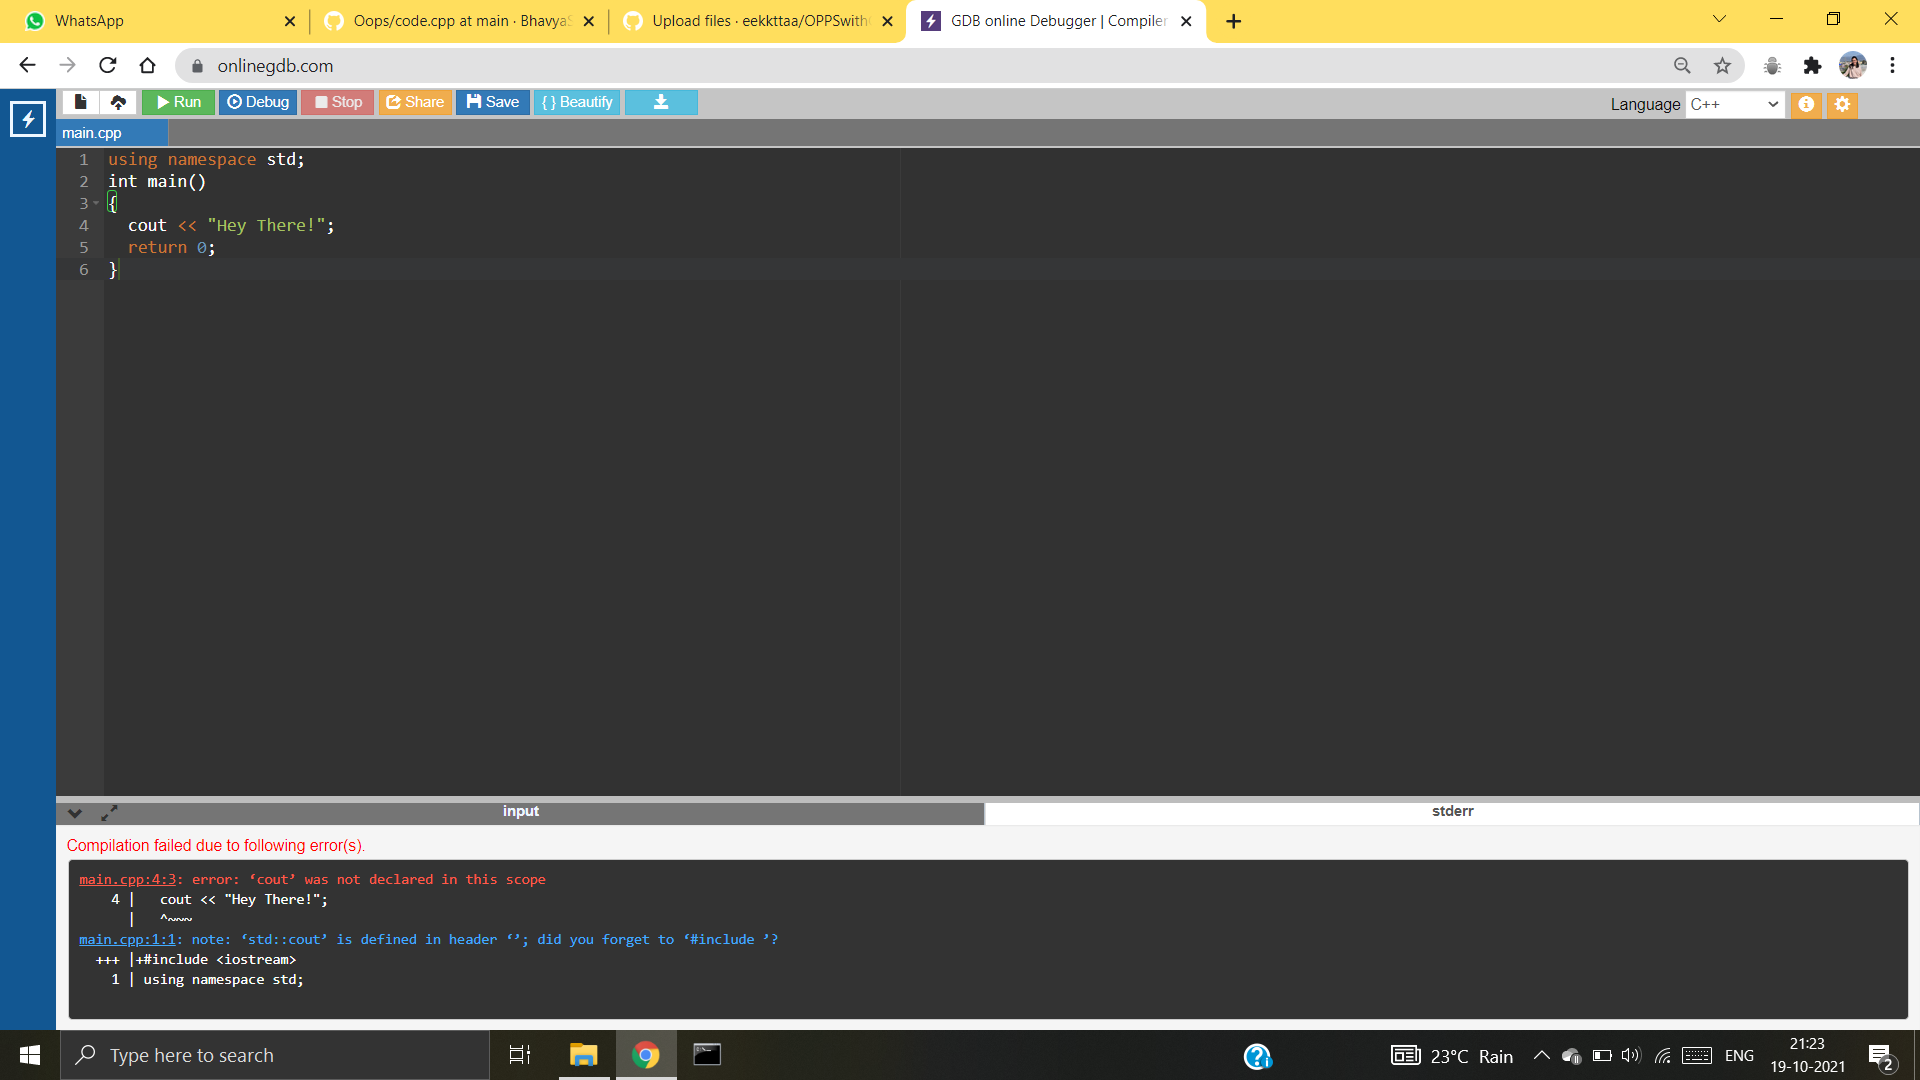 WhatsApp
Oops/code.cpp at main · BhavyaS
Upload files · eekkttaa/OPPSwith
GDB online Debugger | Compiler
onlinegdb.com
Run
Debug
Stop
Share
Save
{ } Beautify
Language
C++
main.cpp
1 using namespace std;
2 int main()
3 {
4 cout << "Hey There!";
5 return 0;
6 }
input
stderr
Compilation failed due to following error(s).
main.cpp:4:3: error: ‘cout’ was not declared in this scope
4 | cout << "Hey There!";
| ^~~~
main.cpp:1:1: note: ‘std::cout’ is defined in header ‘’; did you forget to ‘#include ’?
+++ |+#include <iostream>
1 | using namespace std;
Type here to search
23°C Rain
ENG
21:23
19-10-2021
2